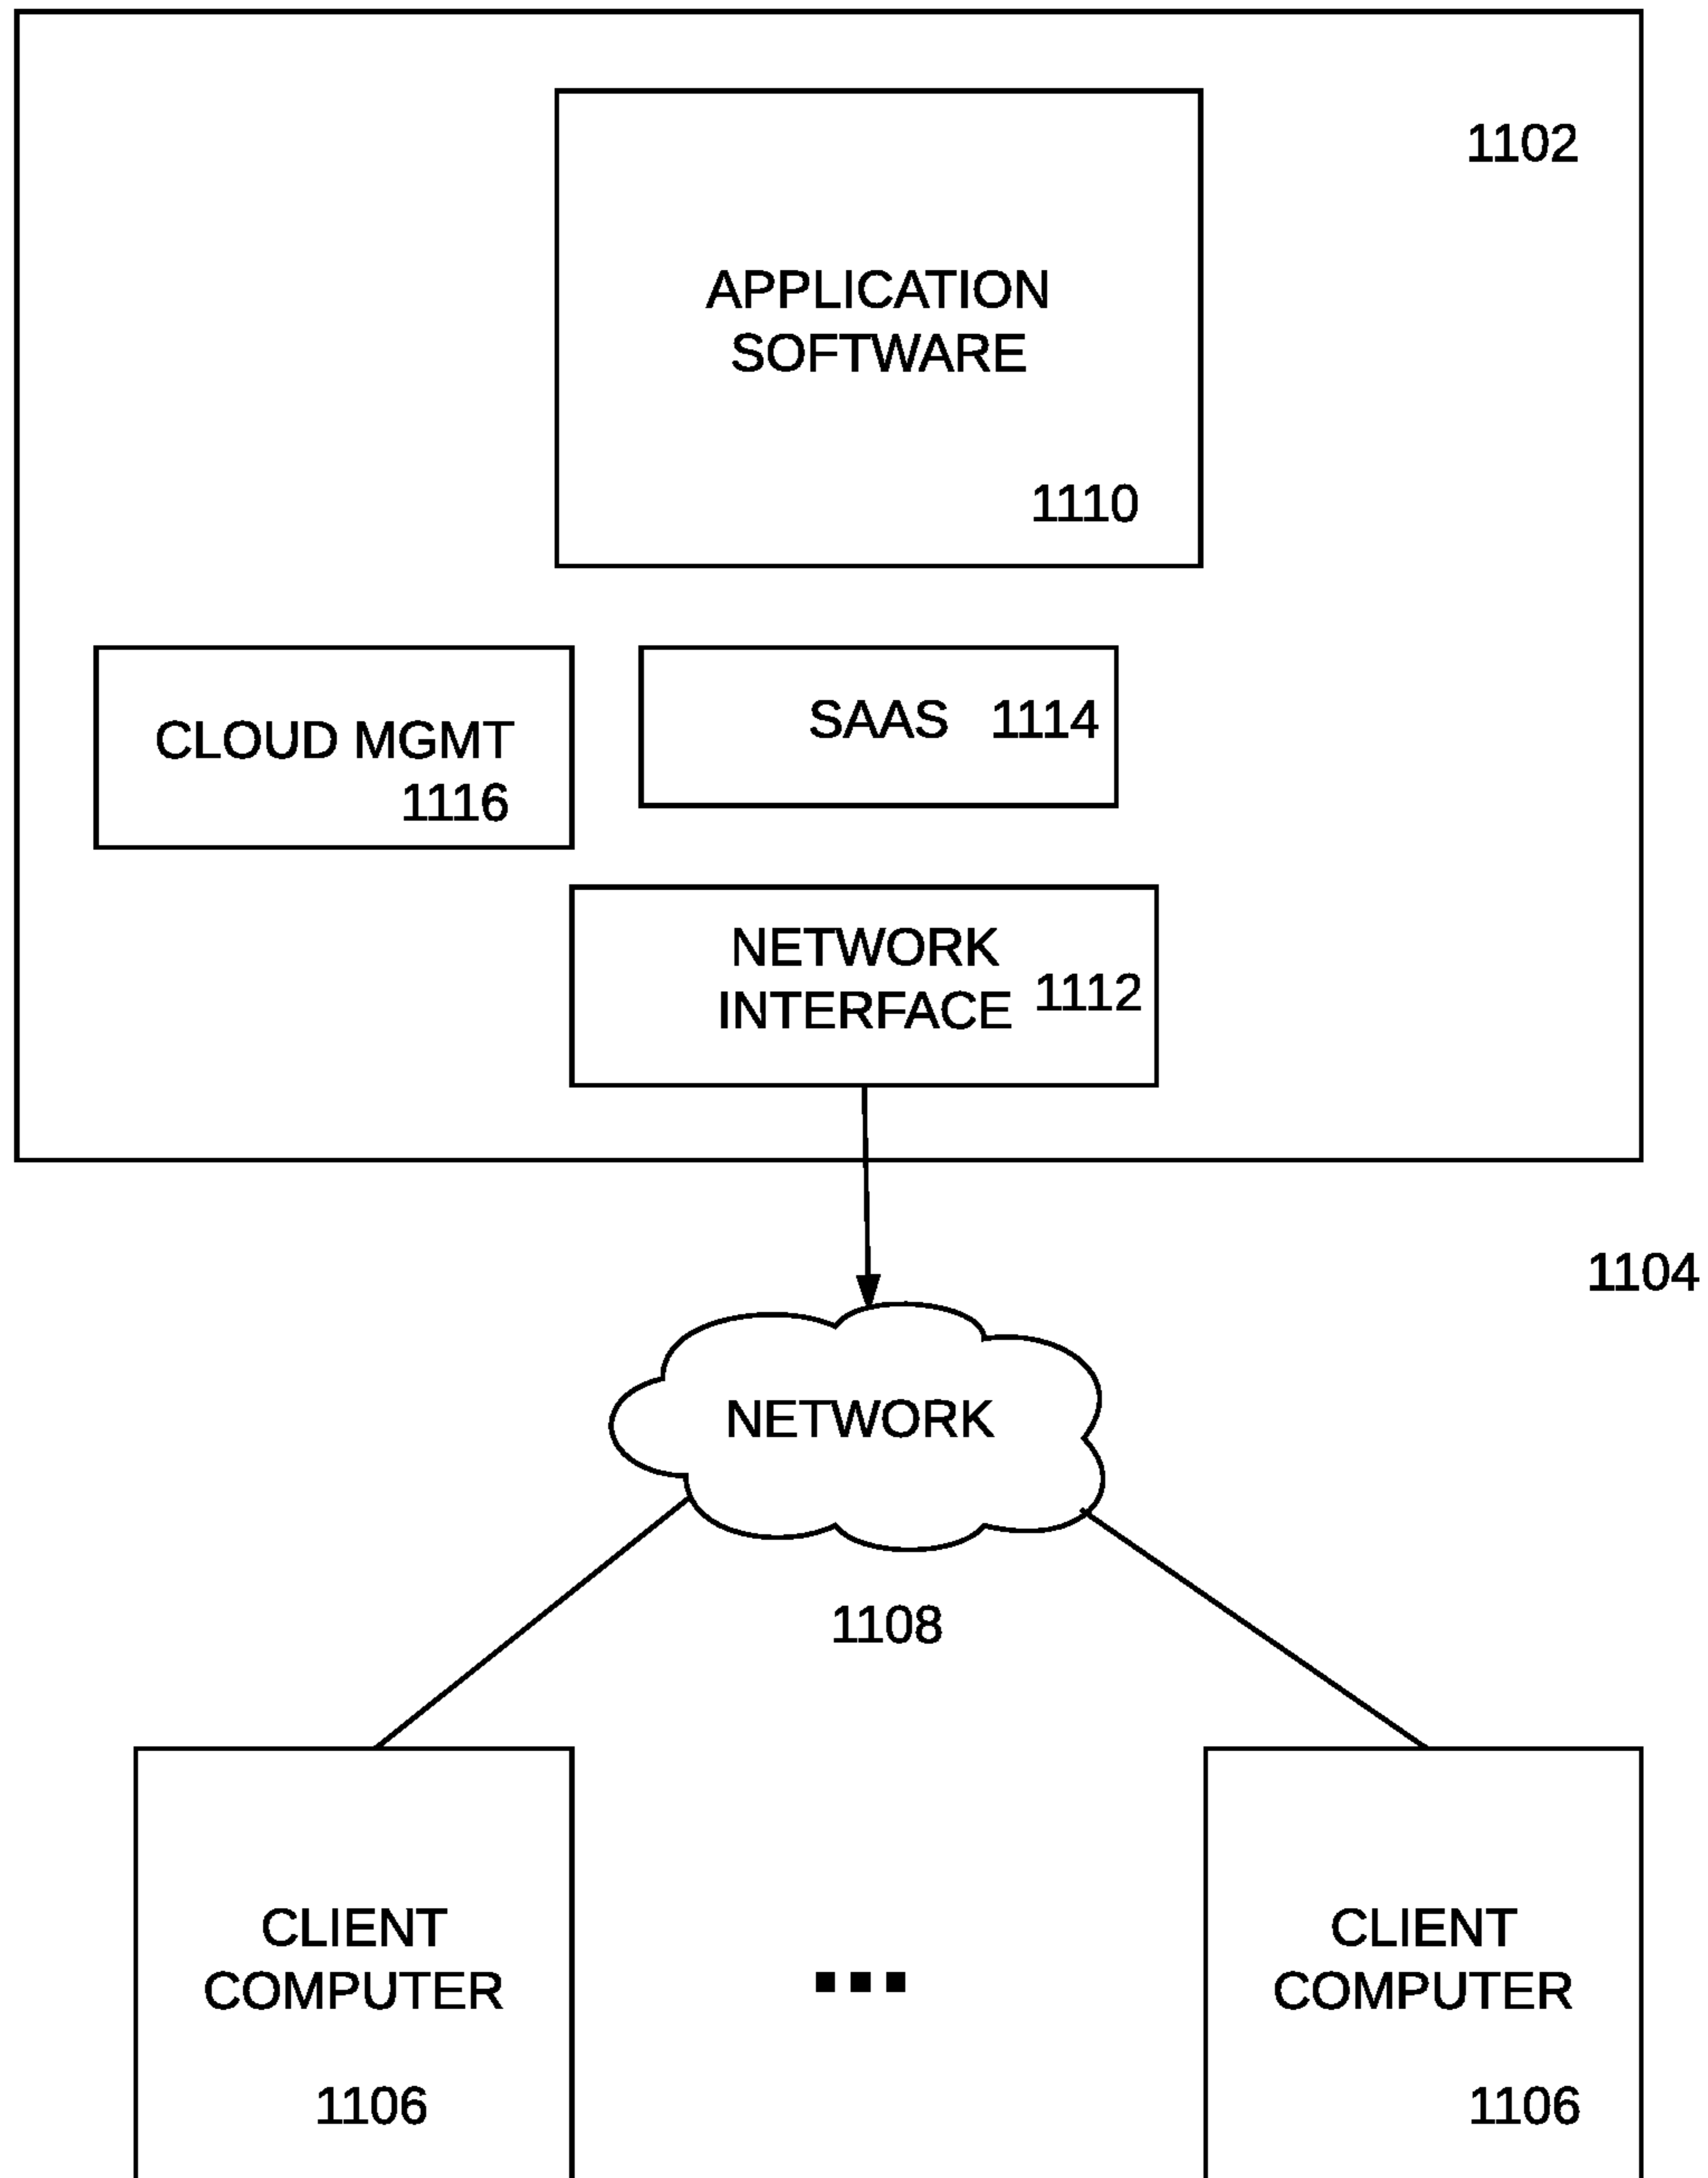 1102
APPLICATION
SOFTWARE
1110
CLOUD MGMT
1116
SAAS 1114
NETWORK
INTERFACE 1112
1104
NETWORK
1108
CLIENT
COMPUTER
1106
CLIENT
COMPUTER
1106